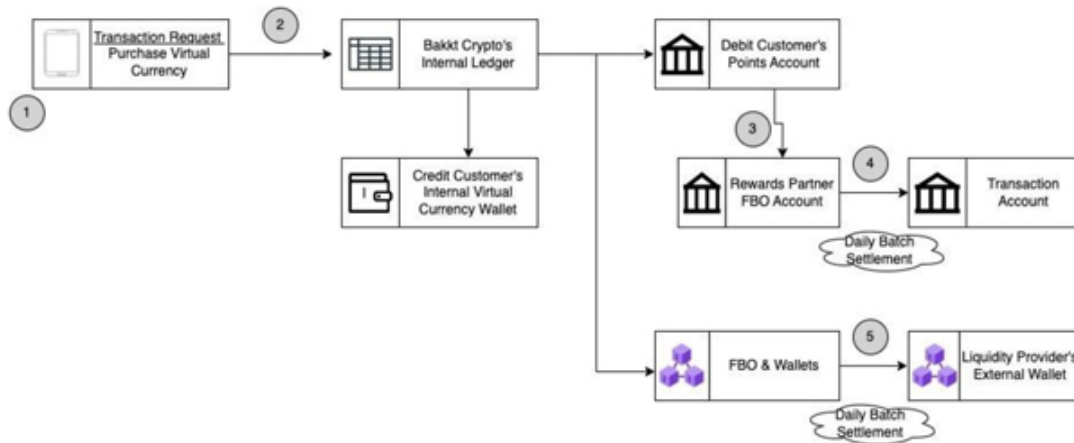 Transaction Request
Purchase Virtual
Currency
1
2
Bakkt Crypto's
Internal Ledger
Debit Customer's
Points Account
Credit Customer's
Internal Virtual
Currency Wallet
3
Rewards Partner
FBO Account
4
Transaction
Account
Daily Batch
Settlement
FBO & Wallets
5
Liquidity Provider's
External Wallet
Daily Batch
Settlement